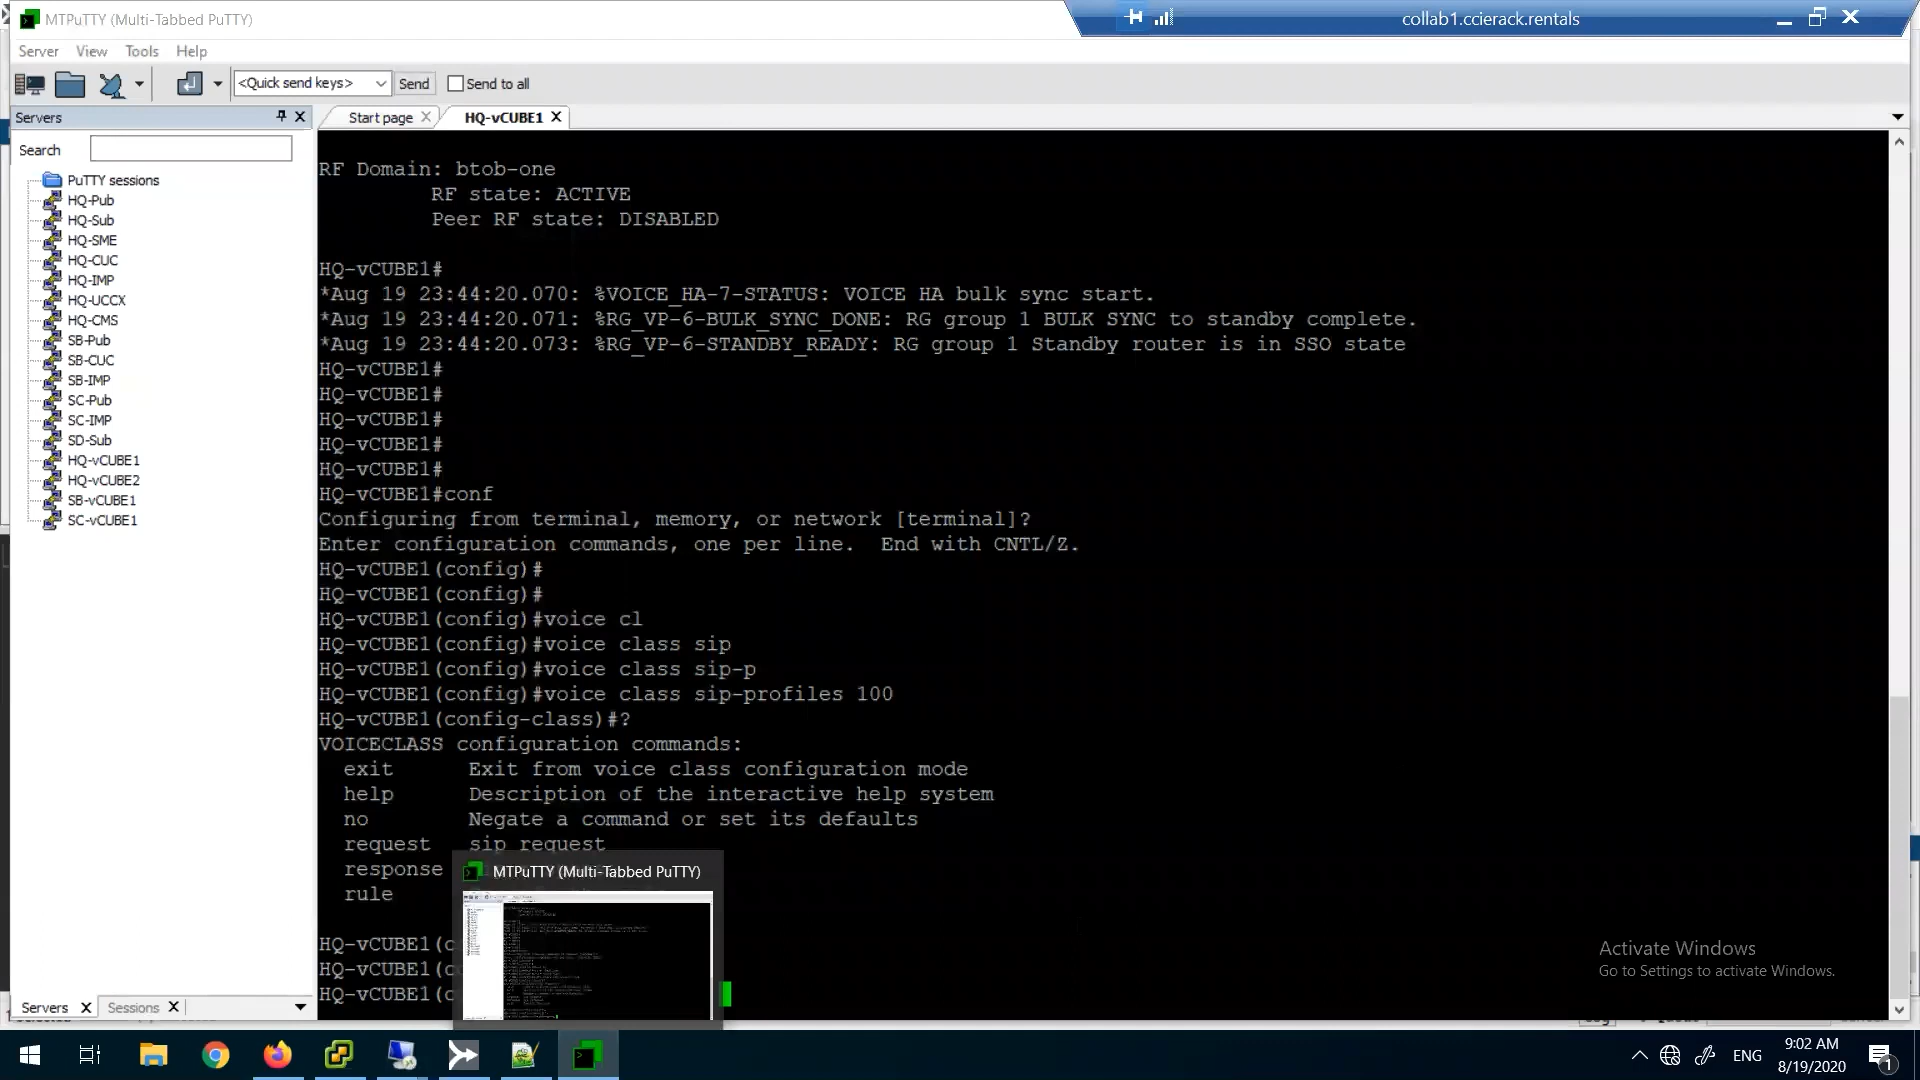 MTPuTTY (Multi-Tabbed PuTTY)
collab1.ccierack.rentals
Server View Tools Help
<Quick send keys> Send Send to all
Servers
Start page HQ-vCUBE1
Search
PuTTY sessions
HQ-Pub
HQ-Sub
HQ-SME
HQ-CUC
HQ-IMP
HQ-UCCX
HQ-CMS
SB-Pub
SB-CUC
SB-IMP
SC-Pub
SC-IMP
SD-Sub
HQ-vCUBE1
HQ-vCUBE2
SB-vCUBE1
SC-vCUBE1
Servers Sessions
RF Domain: btob-one
RF state: ACTIVE
Peer RF state: DISABLED
HQ-vCUBE1#
*Aug 19 23:44:20.070: %VOICE_HA-7-STATUS: VOICE HA bulk sync start.
*Aug 19 23:44:20.071: %RG_VP-6-BULK_SYNC_DONE: RG group 1 BULK SYNC to standby complete.
*Aug 19 23:44:20.073: %RG_VP-6-STANDBY_READY: RG group 1 Standby router is in SSO state
HQ-vCUBE1#
HQ-vCUBE1#
HQ-vCUBE1#
HQ-vCUBE1#
HQ-vCUBE1#
HQ-vCUBE1#conf
Configuring from terminal, memory, or network [terminal]?
Enter configuration commands, one per line.  End with CNTL/Z.
HQ-vCUBE1(config)#
HQ-vCUBE1(config)#
HQ-vCUBE1(config)#voice cl
HQ-vCUBE1(config)#voice class sip
HQ-vCUBE1(config)#voice class sip-p
HQ-vCUBE1(config)#voice class sip-profiles 100
HQ-vCUBE1(config-class)#?
VOICECLASS configuration commands:
exit Exit from voice class configuration mode
help Description of the interactive help system
no Negate a command or set its defaults
request sip request
response
rule
HQ-vCUBE1(c
HQ-vCUBE1(c
HQ-vCUBE1(c
MTPuTTY (Multi-Tabbed PuTTY)
Activate Windows
Go to Settings to activate Windows.
ENG
9:02 AM
8/19/2020
1